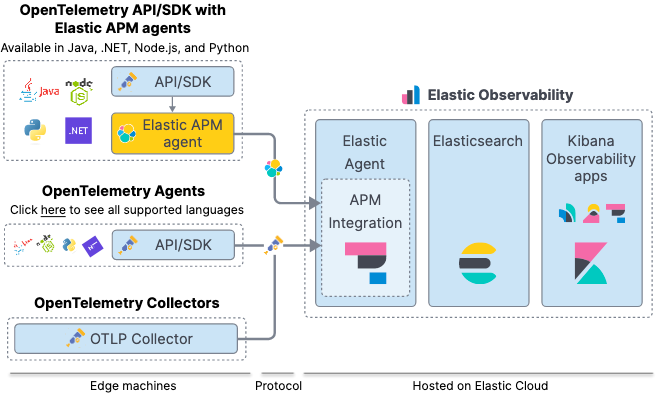 OpenTelemetry API/SDK with
Elastic APM agents
Available in Java, .NET, Node.js, and Python
Java
node
JS
.NET
API/SDK
Elastic APM
agent
OpenTelemetry Agents
Click here to see all supported languages
API/SDK
OpenTelemetry Collectors
OTLP Collector
Elastic Observability
Elastic
Agent
APM
Integration
Elasticsearch
Kibana
Observability
apps
Edge machines
Protocol
Hosted on Elastic Cloud